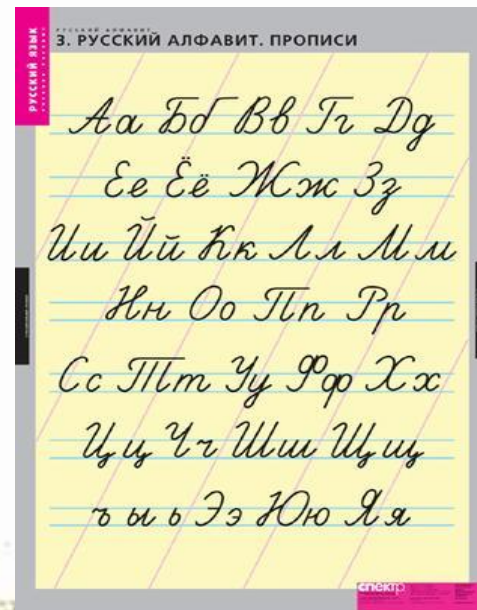 РУССКИЙ ЯЗЫК
РУССКИЙ АЛФАВИТ
3. РУССКИЙ АЛФАВИТ. ПРОПИСИ
Аа Бб Вв Гг Дд
Ее Ёё Жж Зз
Ии Йй Кк Лл Мм
Нн Оо Пп Рр
Сс Тт Уу Фф Хх
Цц Чч Шш Щщ
ъ ы ь Ээ Юю Яя
спектр